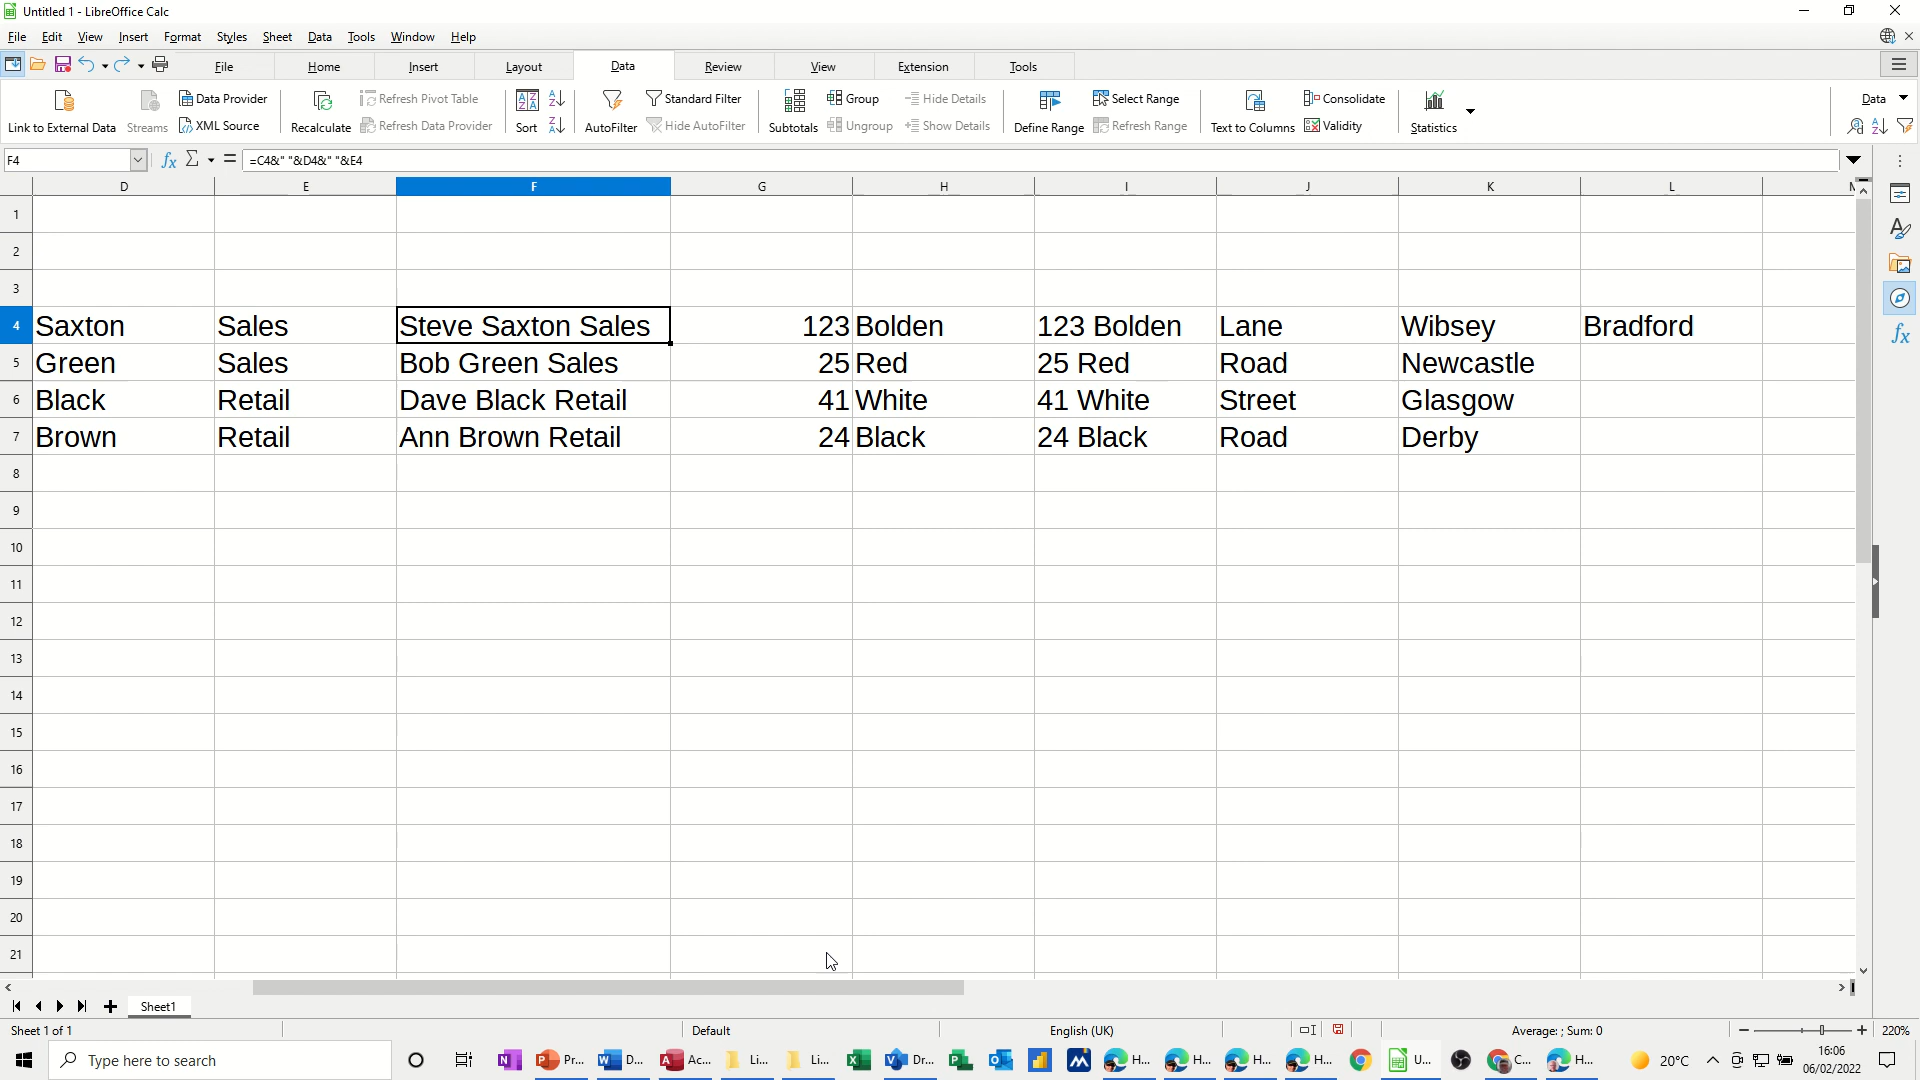 Untitled 1 - LibreOffice Calc
File Edit View Insert Format Styles Sheet Data Tools Window Help
File Home Insert Layout Data Review View Extension Tools
Data Provider Refresh Pivot Table Standard Filter Group Hide Details Select Range Consolidate Data
Link to External Data Streams XML Source Recalculate Refresh Data Provider Sort AutoFilter Hide AutoFilter Subtotals Ungroup Show Details Define Range Refresh Range Text to Columns Validity Statistics
F4 =C4&" "&D4&" "&E4
D E F G H I J K L M
1
2
3
4 Saxton Sales Steve Saxton Sales 123 Bolden 123 Bolden Lane Wibsey Bradford
5 Green Sales Bob Green Sales 25 Red 25 Red Road Newcastle
6 Black Retail Dave Black Retail 41 White 41 White Street Glasgow
7 Brown Retail Ann Brown Retail 24 Black 24 Black Road Derby
8
9
10
11
12
13
14
15
16
17
18
19
20
21
Sheet1
Sheet 1 of 1 Default English (UK) Average: ; Sum: 0 220%
Type here to search Pr... D... Ac... Li... Li... Dr... H... H... H... H... U... C... H... 20°C 16:06
06/02/2022